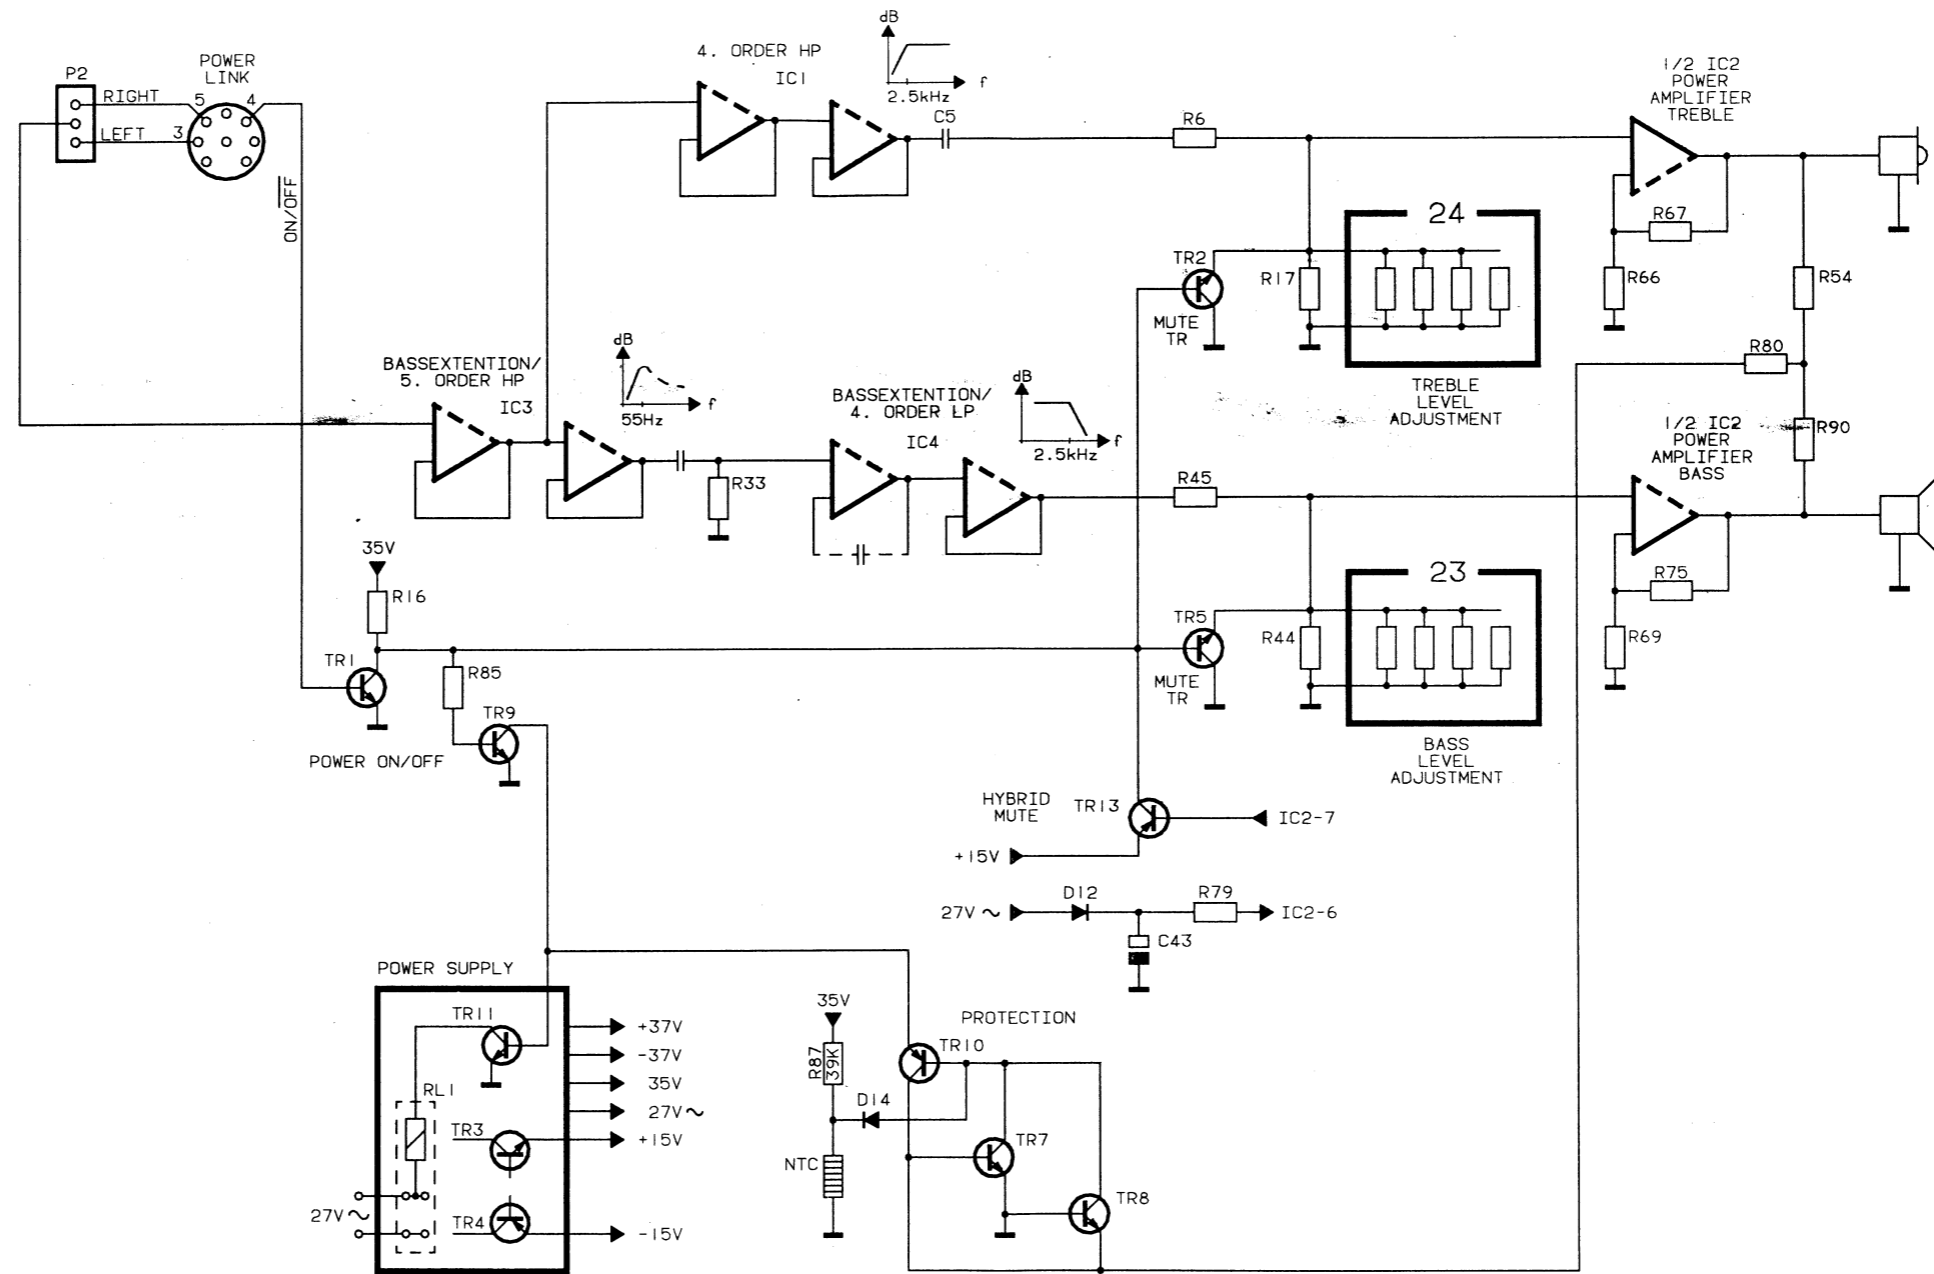 P2
RIGHT
LEFT
POWER
LINK
5
4
3
ON/OFF
4. ORDER HP
IC1
dB
f
2.5kHz
C5
R6
1/2 IC2
POWER
AMPLIFIER
TREBLE
R67
R66
R54
24
TR2
R17
MUTE
TR
TREBLE
LEVEL
ADJUSTMENT
R80
R90
BASSEXTENTION/
5. ORDER HP
IC3
dB
f
55Hz
R33
BASSEXTENTION/
4. ORDER LP
IC4
dB
f
2.5kHz
R45
1/2 IC2
POWER
AMPLIFIER
BASS
R75
R69
23
TR5
R44
MUTE
TR
BASS
LEVEL
ADJUSTMENT
35V
R16
TR1
R85
TR9
POWER ON/OFF
HYBRID
MUTE
TR13
IC2-7
+15V
27V ~
D12
R79
IC2-6
C43
POWER SUPPLY
TR11
RL1
TR3
TR4
27V ~
+37V
-37V
35V
27V ~
+15V
-15V
35V
R87
39K
D14
NTC
PROTECTION
TR10
TR7
TR8